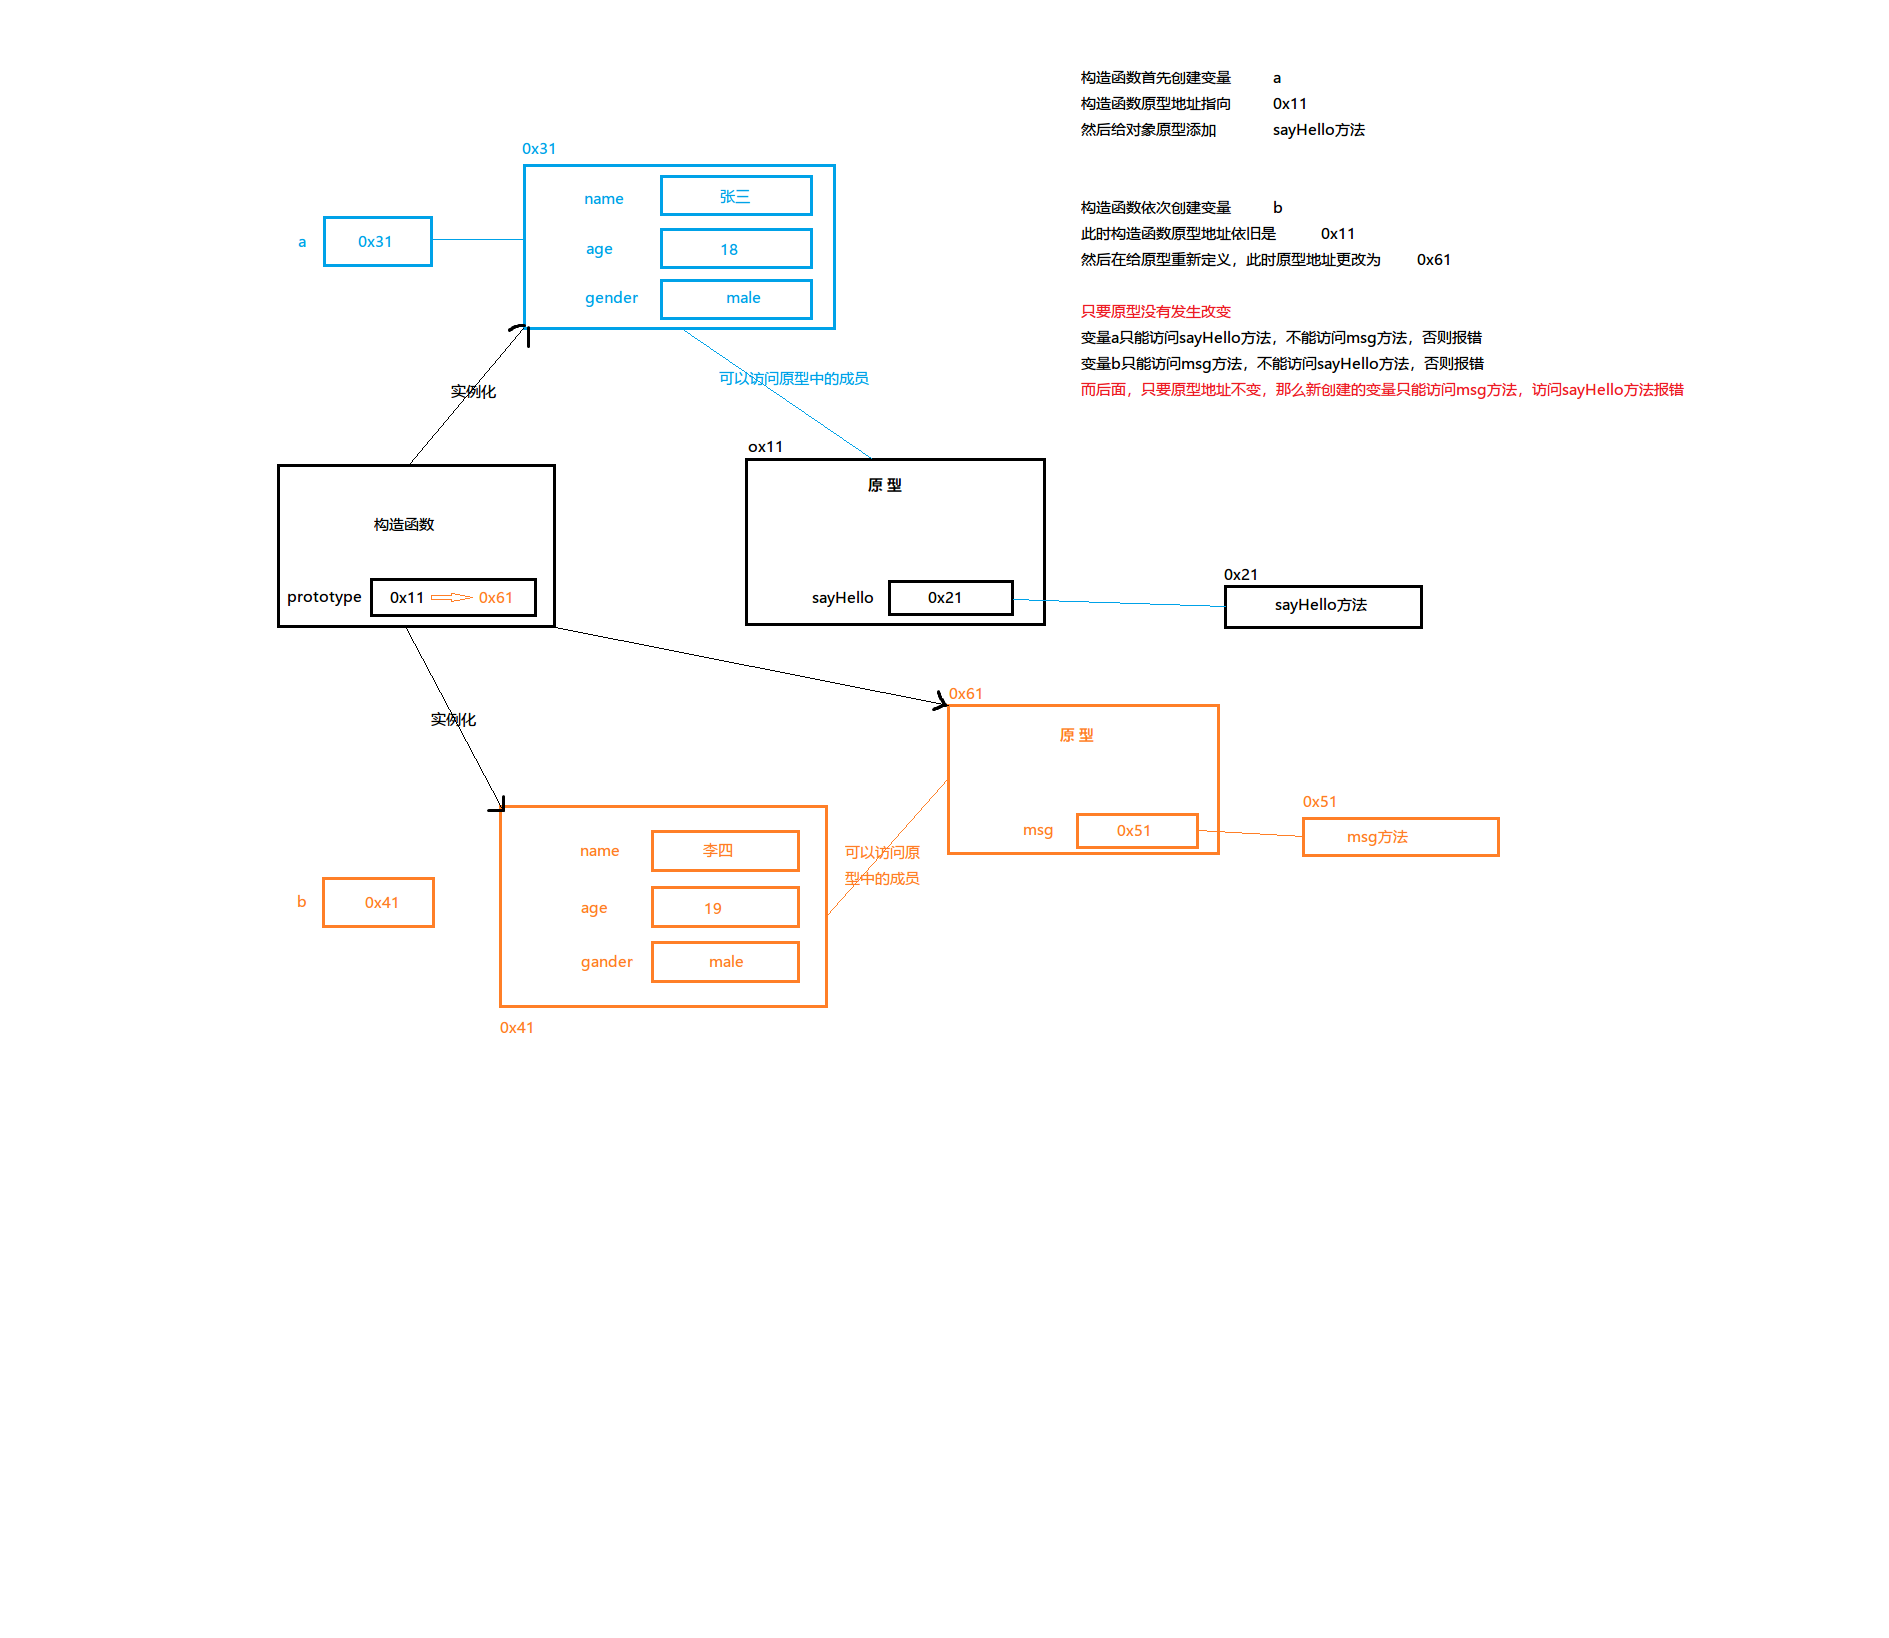 构造函数首先创建变量 a
构造函数原型地址指向 0x11
然后给对象原型添加 sayHello方法
构造函数依次创建变量 b
此时构造函数原型地址依旧是 0x11
然后在给原型重新定义，此时原型地址更改为 0x61
只要原型没有发生改变
变量a只能访问sayHello方法，不能访问msg方法，否则报错
变量b只能访问msg方法，不能访问sayHello方法，否则报错
而后面，只要原型地址不变，那么新创建的变量只能访问msg方法，访问sayHello方法报错
0x31
name 张三
a 0x31
age 18
gender male
可以访问原型中的成员
实例化
ox11
原 型
构造函数
prototype 0x11 0x61
sayHello 0x21
0x21
sayHello方法
实例化
0x61
原 型
msg 0x51
0x51
msg方法
可以访问原
型中的成员
name 李四
b 0x41
age 19
gander male
0x41